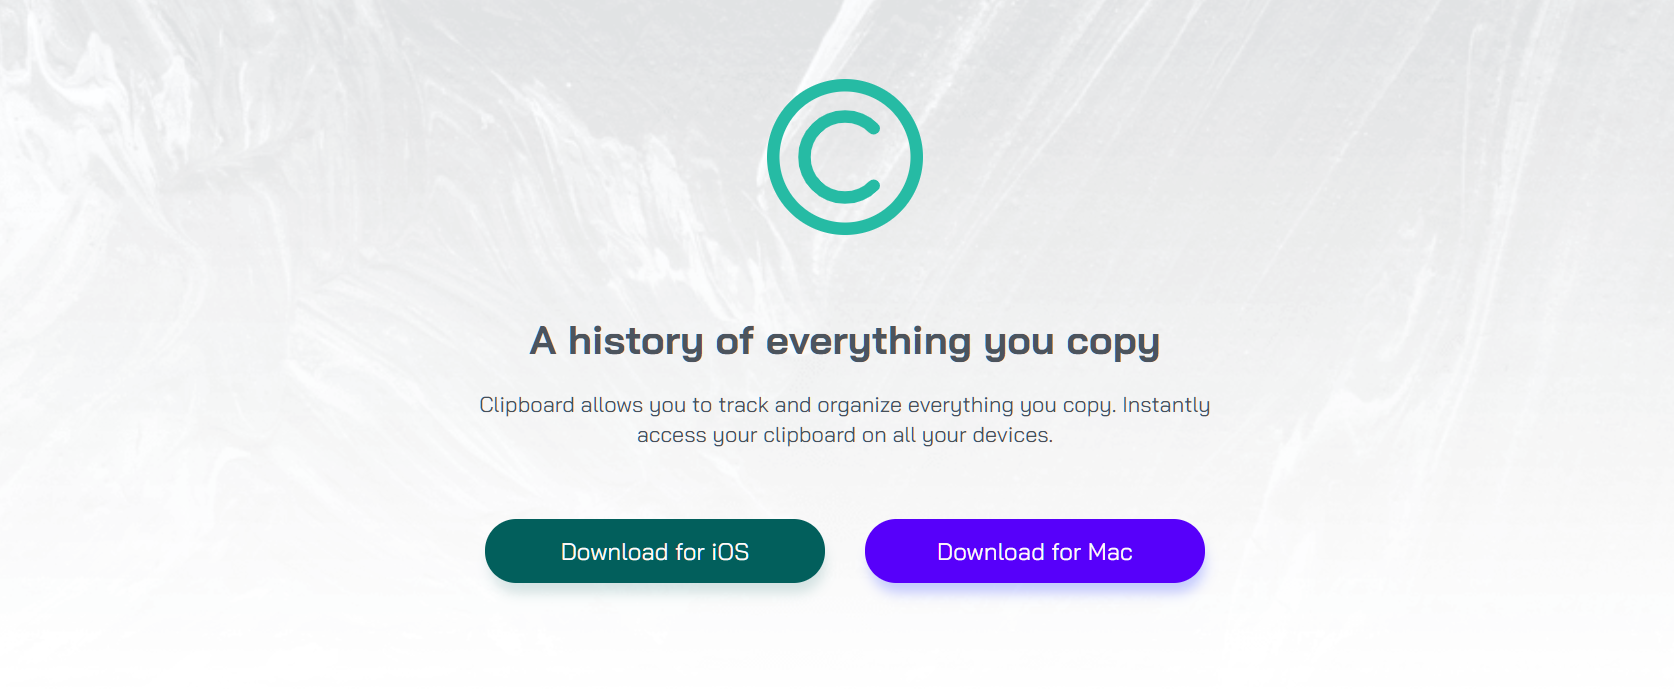 C
A history of everything you copy
Clipboard allows you to track and organize everything you copy. Instantly
access your clipboard on all your devices.
Download for iOS
Download for Mac